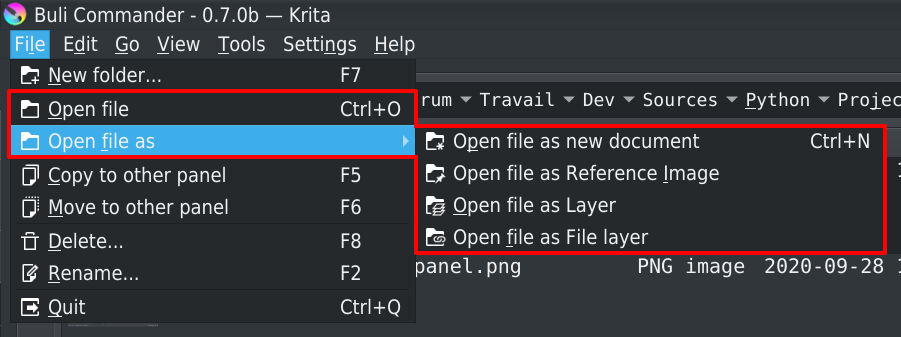 Buli Commander - 0.7.0b — Krita
File Edit Go View Tools Settings Help
New folder... F7
Open file Ctrl+O
rum Travail Dev Sources Python Projec
Open file as
Open file as new document Ctrl+N
Copy to other panel F5
Open file as Reference Image
Move to other panel F6
Open file as Layer
Delete... F8
Open file as File layer
Rename... F2
panel.png PNG image 2020-09-28 1
Quit Ctrl+Q